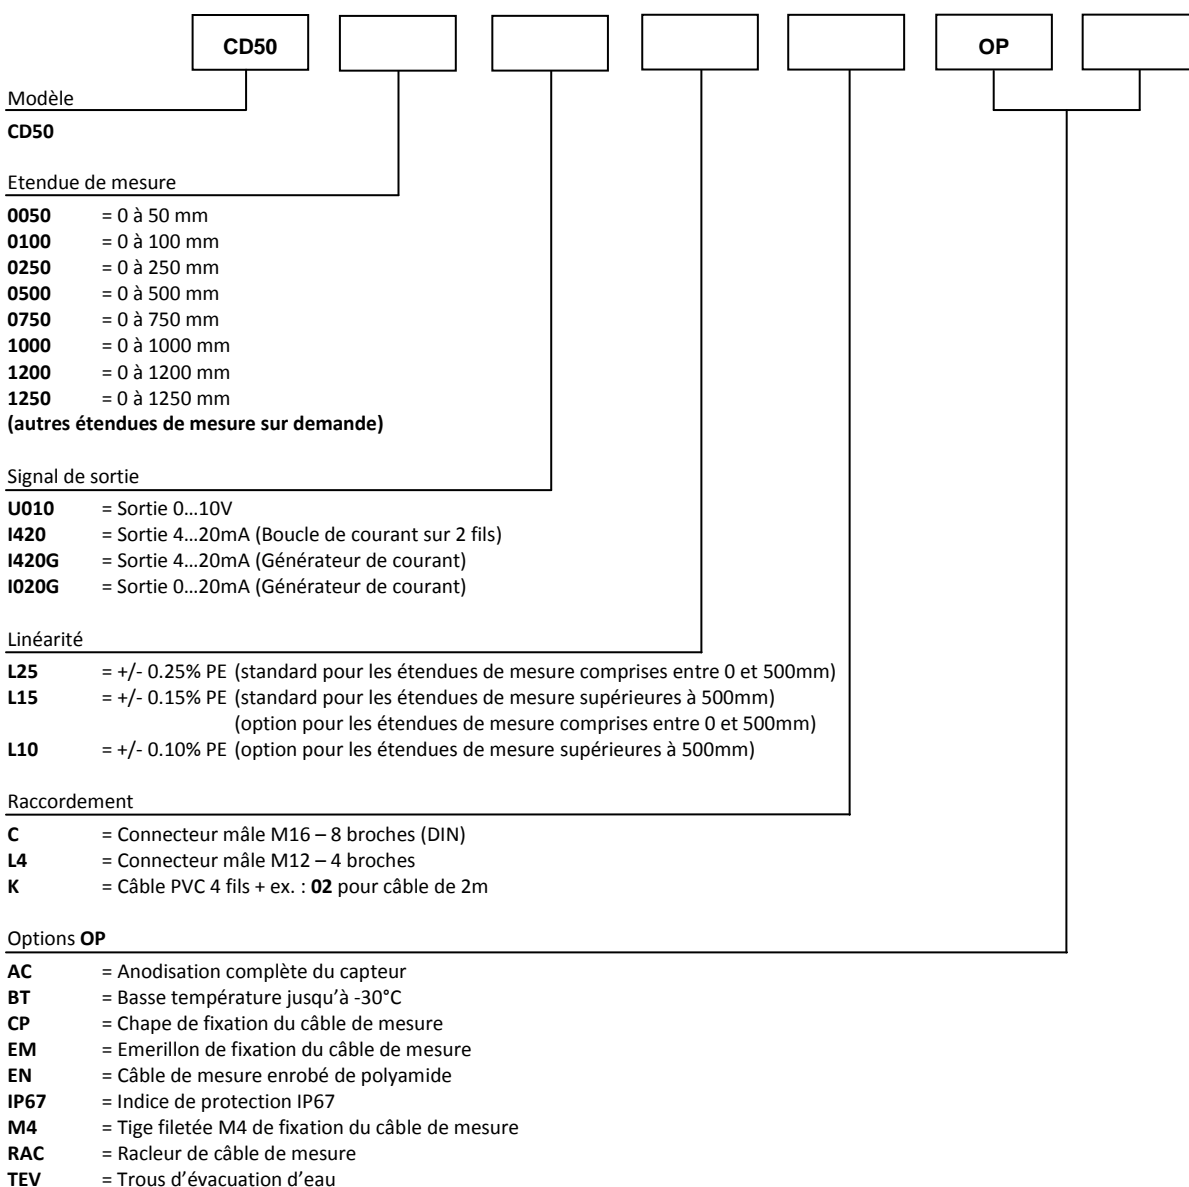 CD50 OP
Modèle
CD50
Etendue de mesure
0050 = 0 à 50 mm
0100 = 0 à 100 mm
0250 = 0 à 250 mm
0500 = 0 à 500 mm
0750 = 0 à 750 mm
1000 = 0 à 1000 mm
1200 = 0 à 1200 mm
1250 = 0 à 1250 mm
(autres étendues de mesure sur demande)
Signal de sortie
U010 = Sortie 0…10V
I420 = Sortie 4…20mA (Boucle de courant sur 2 fils)
I420G = Sortie 4…20mA (Générateur de courant)
I020G = Sortie 0…20mA (Générateur de courant)
Linéarité
L25 = +/- 0.25% PE (standard pour les étendues de mesure comprises entre 0 et 500mm)
L15 = +/- 0.15% PE (standard pour les étendues de mesure supérieures à 500mm)
(option pour les étendues de mesure comprises entre 0 et 500mm)
L10 = +/- 0.10% PE (option pour les étendues de mesure supérieures à 500mm)
Raccordement
C = Connecteur mâle M16 – 8 broches (DIN)
L4 = Connecteur mâle M12 – 4 broches
K = Câble PVC 4 fils + ex. : 02 pour câble de 2m
Options OP
AC = Anodisation complète du capteur
BT = Basse température jusqu’à -30°C
CP = Chape de fixation du câble de mesure
EM = Emerillon de fixation du câble de mesure
EN = Câble de mesure enrobé de polyamide
IP67 = Indice de protection IP67
M4 = Tige filetée M4 de fixation du câble de mesure
RAC = Racleur de câble de mesure
TEV = Trous d’évacuation d’eau